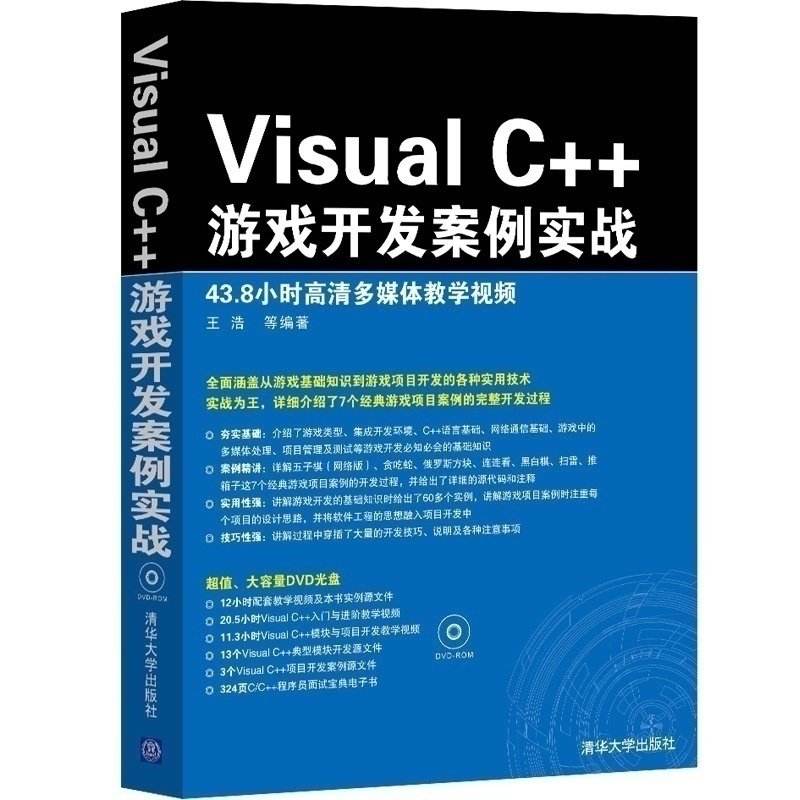 Visual C++
游戏开发案例实战
43.8小时高清多媒体教学视频
王 浩 等编著
全面涵盖从游戏基础知识到游戏项目开发的各种实用技术
实战为王，详细介绍了7个经典游戏项目案例的完整开发过程
夯实基础：介绍了游戏类型、集成开发环境、C++语言基础、网络通信基础、游戏中的
多媒体处理、项目管理及测试等游戏开发必知必会的基础知识
案例精讲：详解五子棋（网络版）、贪吃蛇、俄罗斯方块、连连看、黑白棋、扫雷、推
箱子这7个经典游戏项目案例的开发过程，并给出了详细的源代码和注释
实用性强：讲解游戏开发的基础知识时给出了60多个实例，讲解游戏项目案例时注重每
个项目的设计思路，并将软件工程的思想融入项目开发中
技巧性强：讲解过程中穿插了大量的开发技巧、说明及各种注意事项
超值、大容量DVD光盘
12小时配套教学视频及本书实例源文件
20.5小时Visual C++入门与进阶教学视频
11.3小时Visual C++模块与项目开发教学视频
13个Visual C++典型模块开发源文件
3个Visual C++项目开发案例源文件
324页C/C++程序员面试宝典电子书
DVD-ROM
清华大学出版社
Visual C++
游戏开发案例实战
DVD-ROM
清华大学出版社